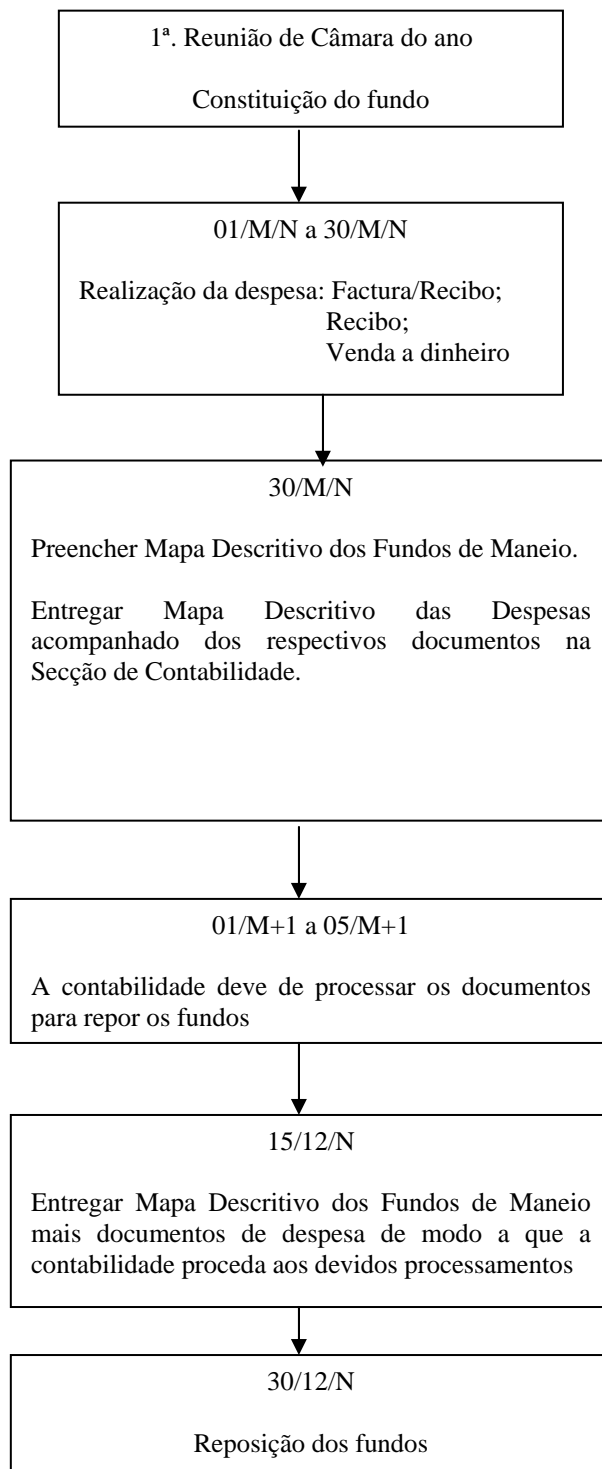 1ª. Reunião de Câmara do ano
Constituição do fundo
01/M/N a 30/M/N
Realização da despesa: Factura/Recibo;
Recibo;
Venda a dinheiro
30/M/N
Preencher Mapa Descritivo dos Fundos de Maneio.
Entregar Mapa Descritivo das Despesas
acompanhado dos respectivos documentos na
Secção de Contabilidade.
01/M+1 a 05/M+1
A contabilidade deve de processar os documentos
para repor os fundos
15/12/N
Entregar Mapa Descritivo dos Fundos de Maneio
mais documentos de despesa de modo a que a
contabilidade proceda aos devidos processamentos
30/12/N
Reposição dos fundos